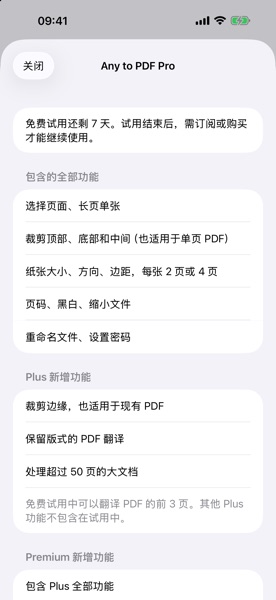 09:41
关闭
Any to PDF Pro
免费试用还剩 7 天。试用结束后，需订阅或购买
才能继续使用。
包含的全部功能
选择页面、长页单张
裁剪顶部、底部和中间 (也适用于单页 PDF)
纸张大小、方向、边距，每张 2 页或 4 页
页码、黑白、缩小文件
重命名文件、设置密码
Plus 新增功能
裁剪边缘，也适用于现有 PDF
保留版式的 PDF 翻译
处理超过 50 页的大文档
免费试用中可以翻译 PDF 的前 3 页。其他 Plus
功能不包含在试用中。
Premium 新增功能
包含 Plus 全部功能